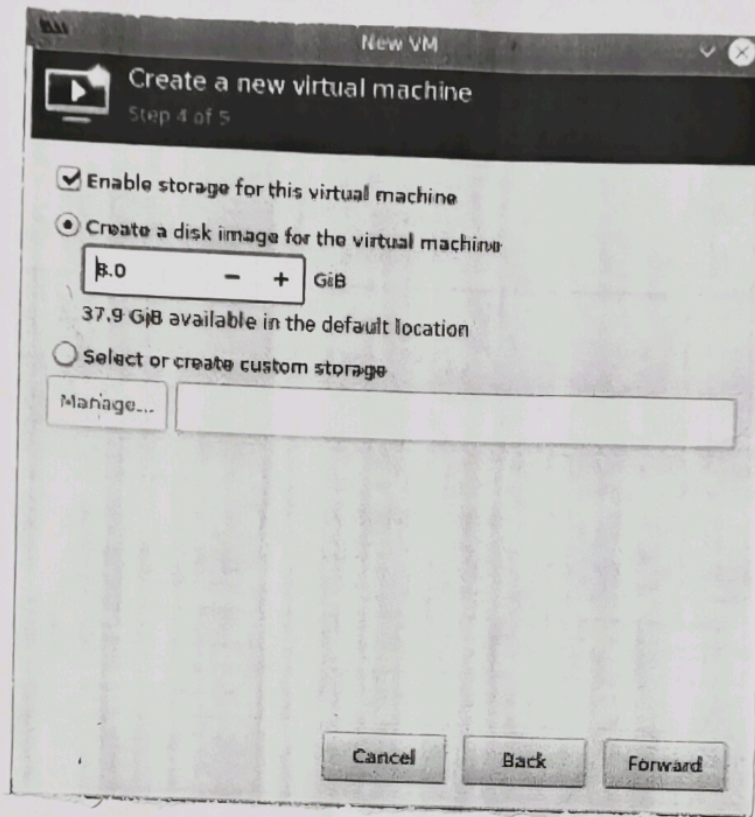 New VM
Create a new virtual machine
Step 4 of 5
Enable storage for this virtual machine
Create a disk image for the virtual machine
8.0 − + GiB
37.9 GiB available in the default location
Select or create custom storage
Manage...
Cancel Back Forward